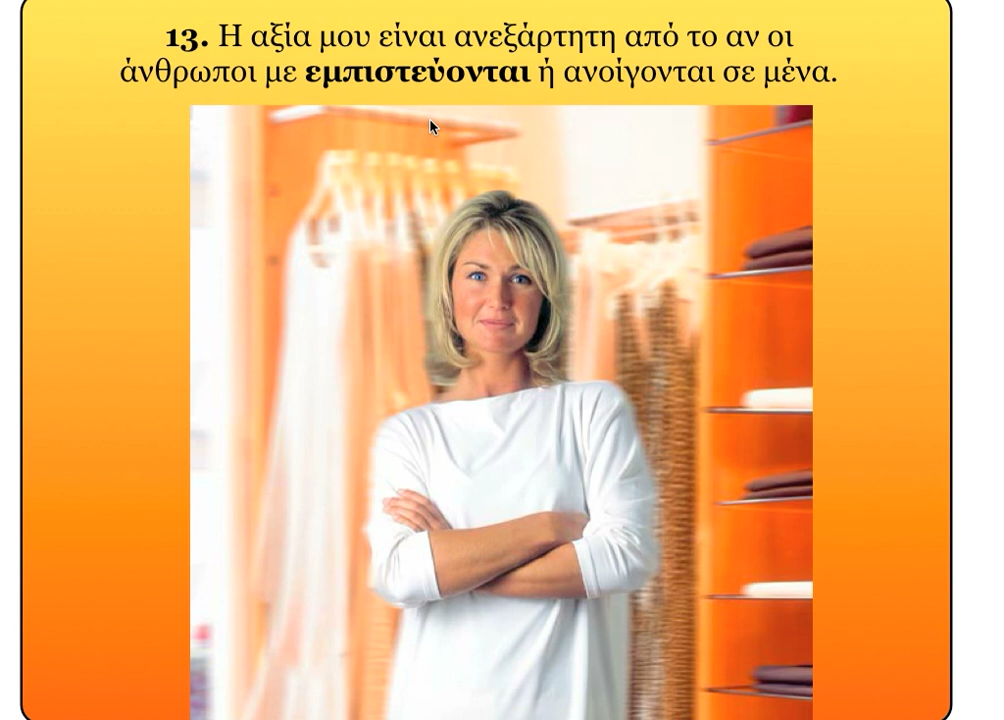 13. Η αξία μου είναι ανεξάρτητη από το αν οι
άνθρωποι με εμπιστεύονται ή ανοίγονται σε μένα.